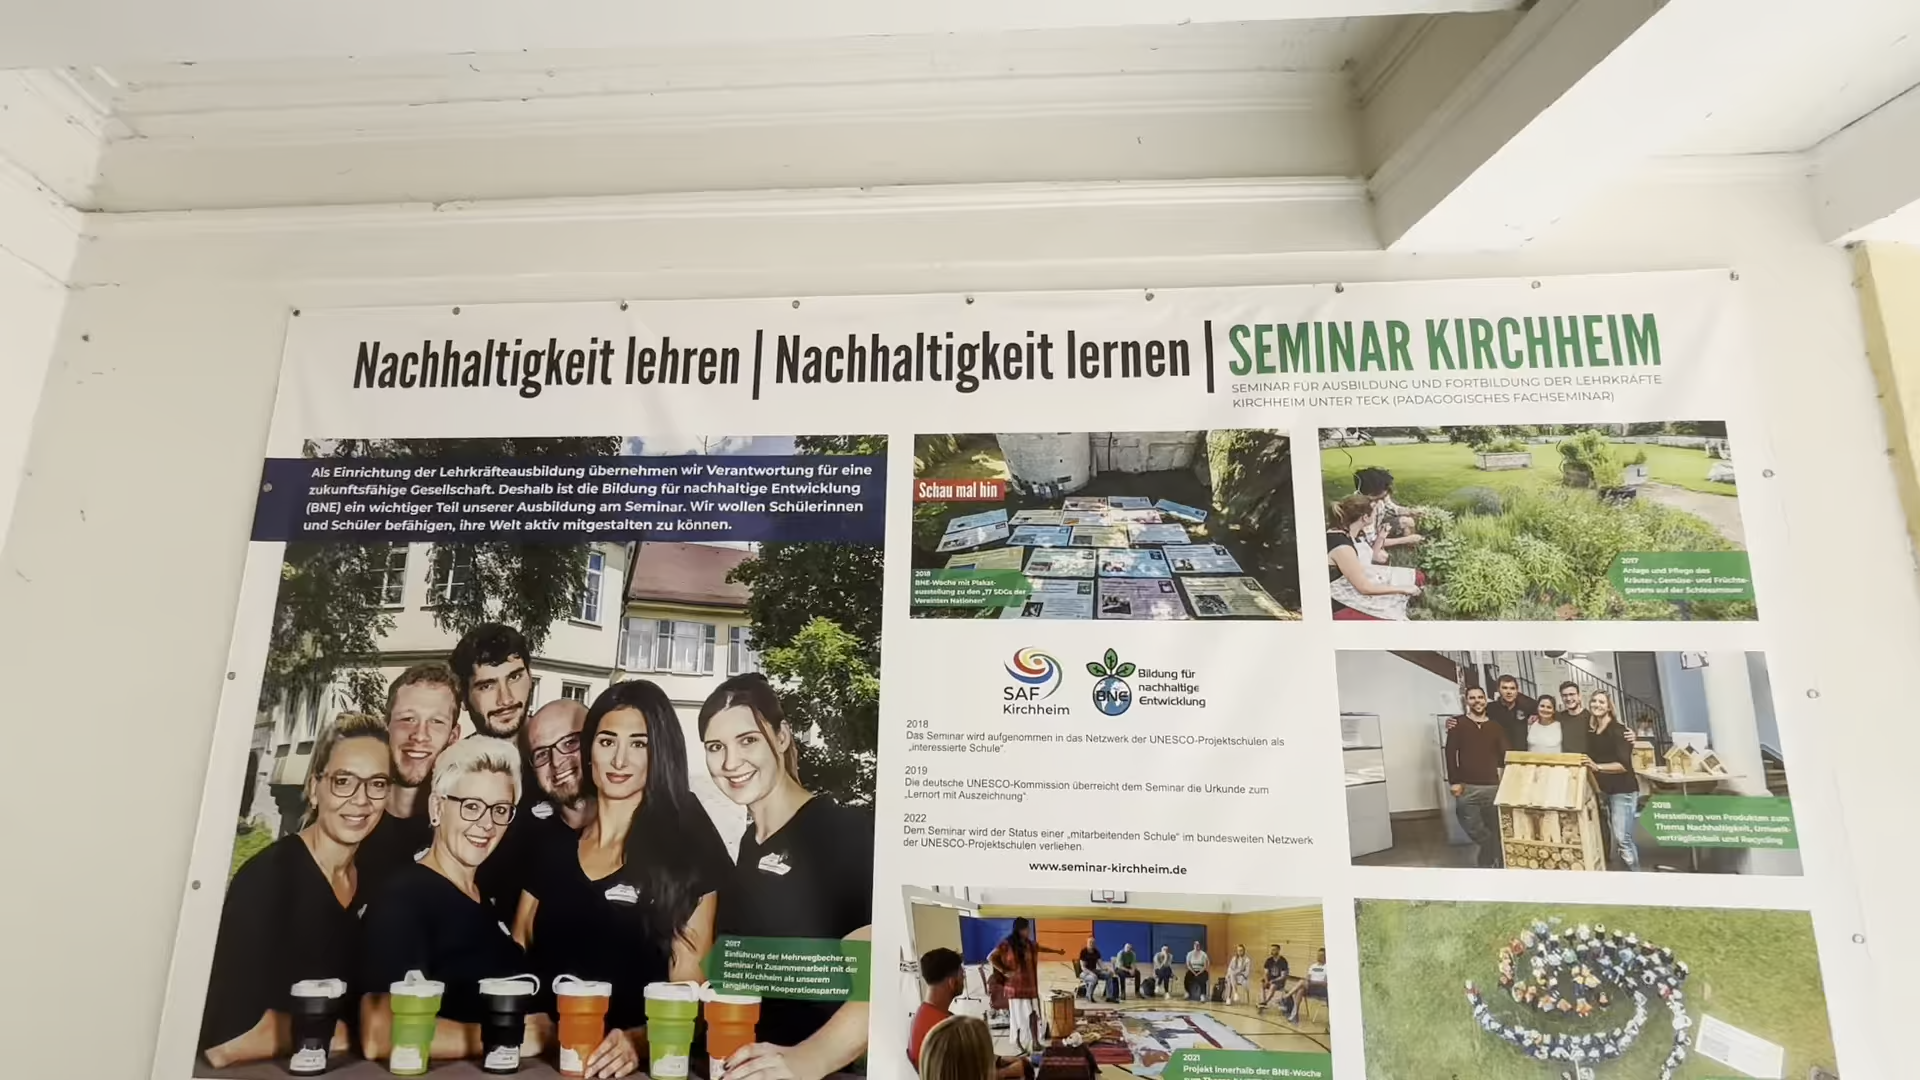 Nachhaltigkeit lehren | Nachhaltigkeit lernen | SEMINAR KIRCHHEIM
SEMINAR FÜR AUSBILDUNG UND FORTBILDUNG DER LEHRKRÄFTE
KIRCHHEIM UNTER TECK (PÄDAGOGISCHES FACHSEMINAR)
Als Einrichtung der Lehrkräfteausbildung übernehmen wir Verantwortung für eine
zukunftsfähige Gesellschaft. Deshalb ist die Bildung für nachhaltige Entwicklung
(BNE) ein wichtiger Teil unserer Ausbildung am Seminar. Wir wollen Schülerinnen
und Schüler befähigen, ihre Welt aktiv mitgestalten zu können.
2017
Einführung der Mehrwegbecher am
Seminar in Zusammenarbeit mit der
Stadt Kirchheim als unserem
langjährigen Kooperationspartner
Schau mal hin
2018
BNE-Woche mit Plakat-
ausstellung zu den „17 SDGs der
Vereinten Nationen“
2017
Anlage und Pflege des
Kräuter-, Gemüse- und Früchte-
gartens auf der Schlossmauer
SAF
Kirchheim
BNE
Bildung für
nachhaltige
Entwicklung
2018
Das Seminar wird aufgenommen in das Netzwerk der UNESCO-Projektschulen als
„interessierte Schule“.
2019
Die deutsche UNESCO-Kommission überreicht dem Seminar die Urkunde zum
„Lernort mit Auszeichnung“
2022
Dem Seminar wird der Status einer „mitarbeitenden Schule“ im bundesweiten Netzwerk
der UNESCO-Projektschulen verliehen.
www.seminar-kirchheim.de
2018
Herstellung von Produkten zum
Thema Nachhaltigkeit, Umwelt-
verträglichkeit und Recycling
2021
Projekt innerhalb der BNE-Woche